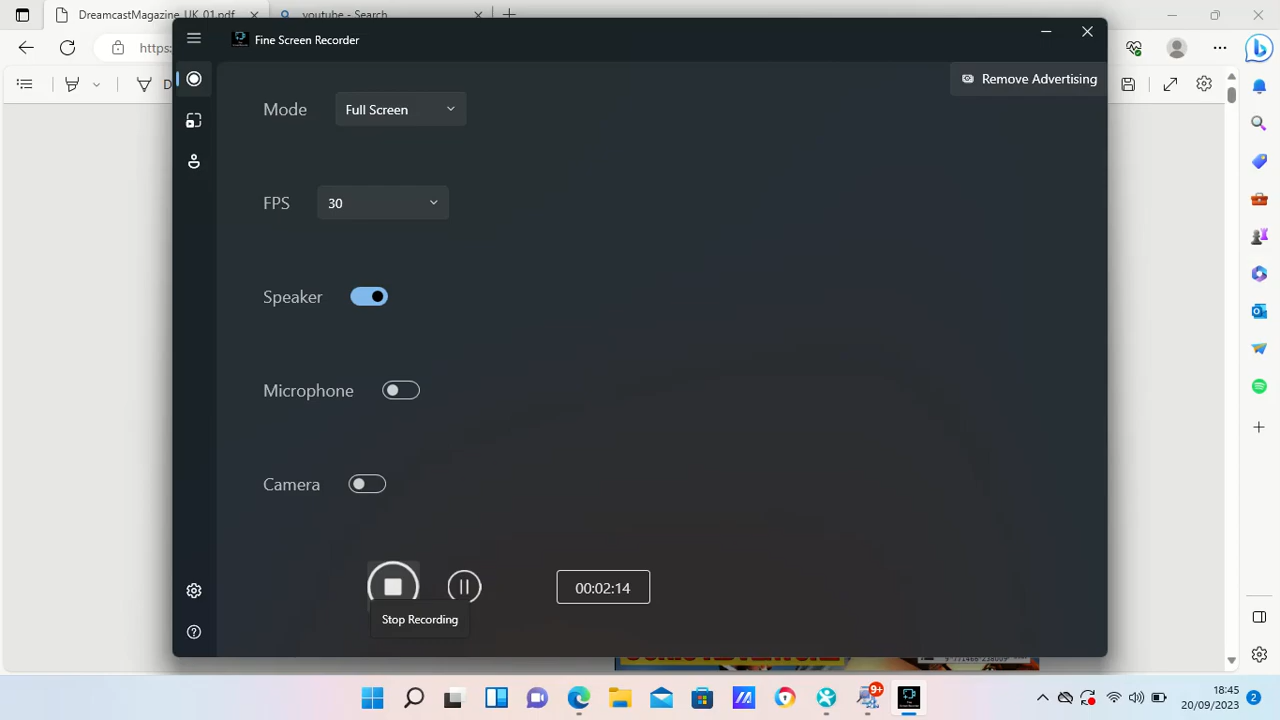 DreamcastMagazine_UK_01.pdf
youtube - Search
https:
Fine Screen Recorder
Remove Advertising
Mode
Full Screen
FPS
30
Speaker
Microphone
Camera
00:02:14
Stop Recording
9+
18:45
20/09/2023
2